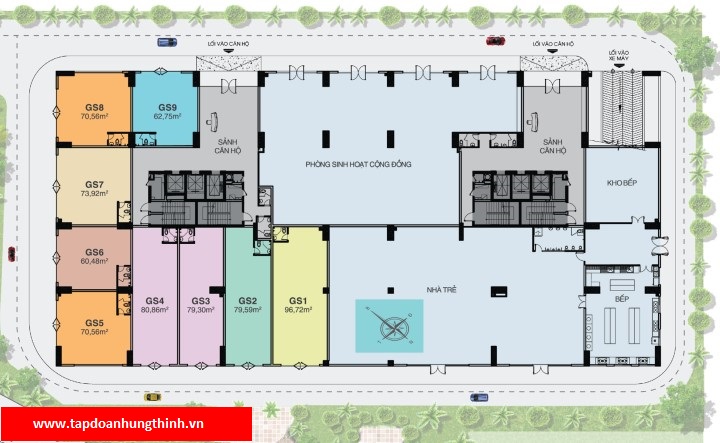 LỐI VÀO CĂN HỘ
LỐI VÀO CĂN HỘ
LỐI VÀO
XE MÁY
GS8
70,56m²
GS9
62,75m²
SẢNH
CĂN HỘ
PHÒNG SINH HOẠT CỘNG ĐỒNG
SẢNH
CĂN HỘ
GS7
73,92m²
KHO BẾP
GS6
60,48m²
GS5
70,56m²
GS4
80,86m²
GS3
79,30m²
GS2
79,59m²
GS1
96,72m²
NHÀ TRẺ
BẾP
www.tapdoanhungthinh.vn